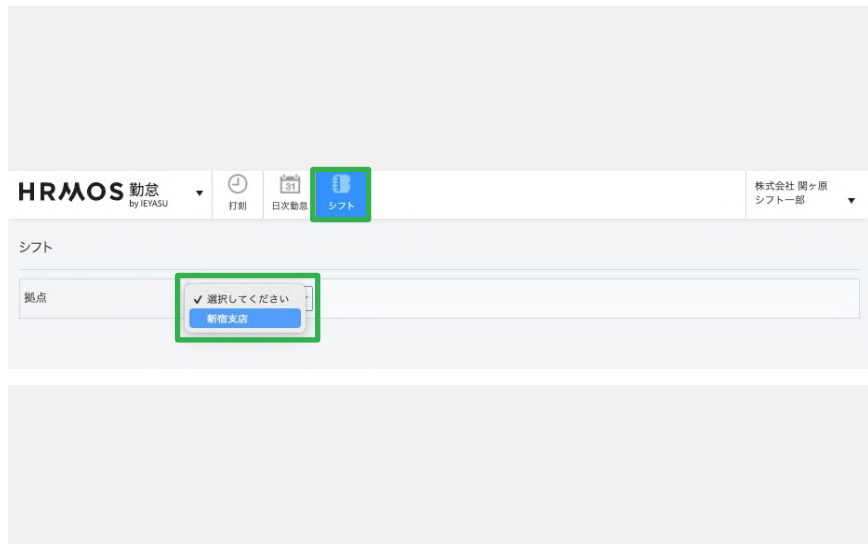 HRMOS 勤怠
by IEYASU
打刻
31
日次勤怠
シフト
株式会社 関ヶ原
シフト一郎
シフト
拠点
✓ 選択してください
新宿支店